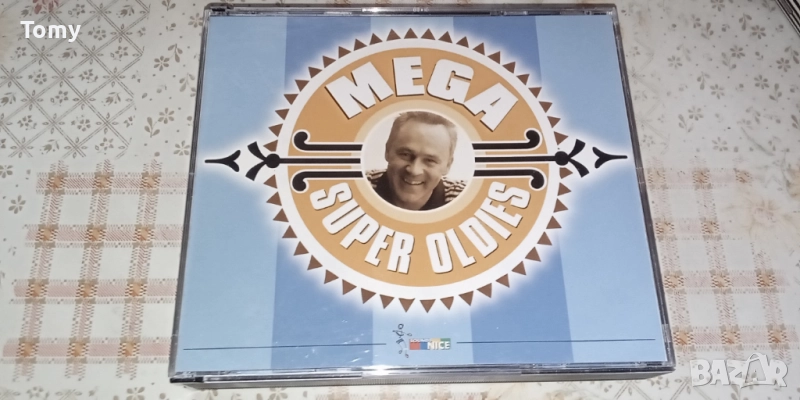 Tomy
MEGA
SUPER OLDIES
NICE
BAZAR